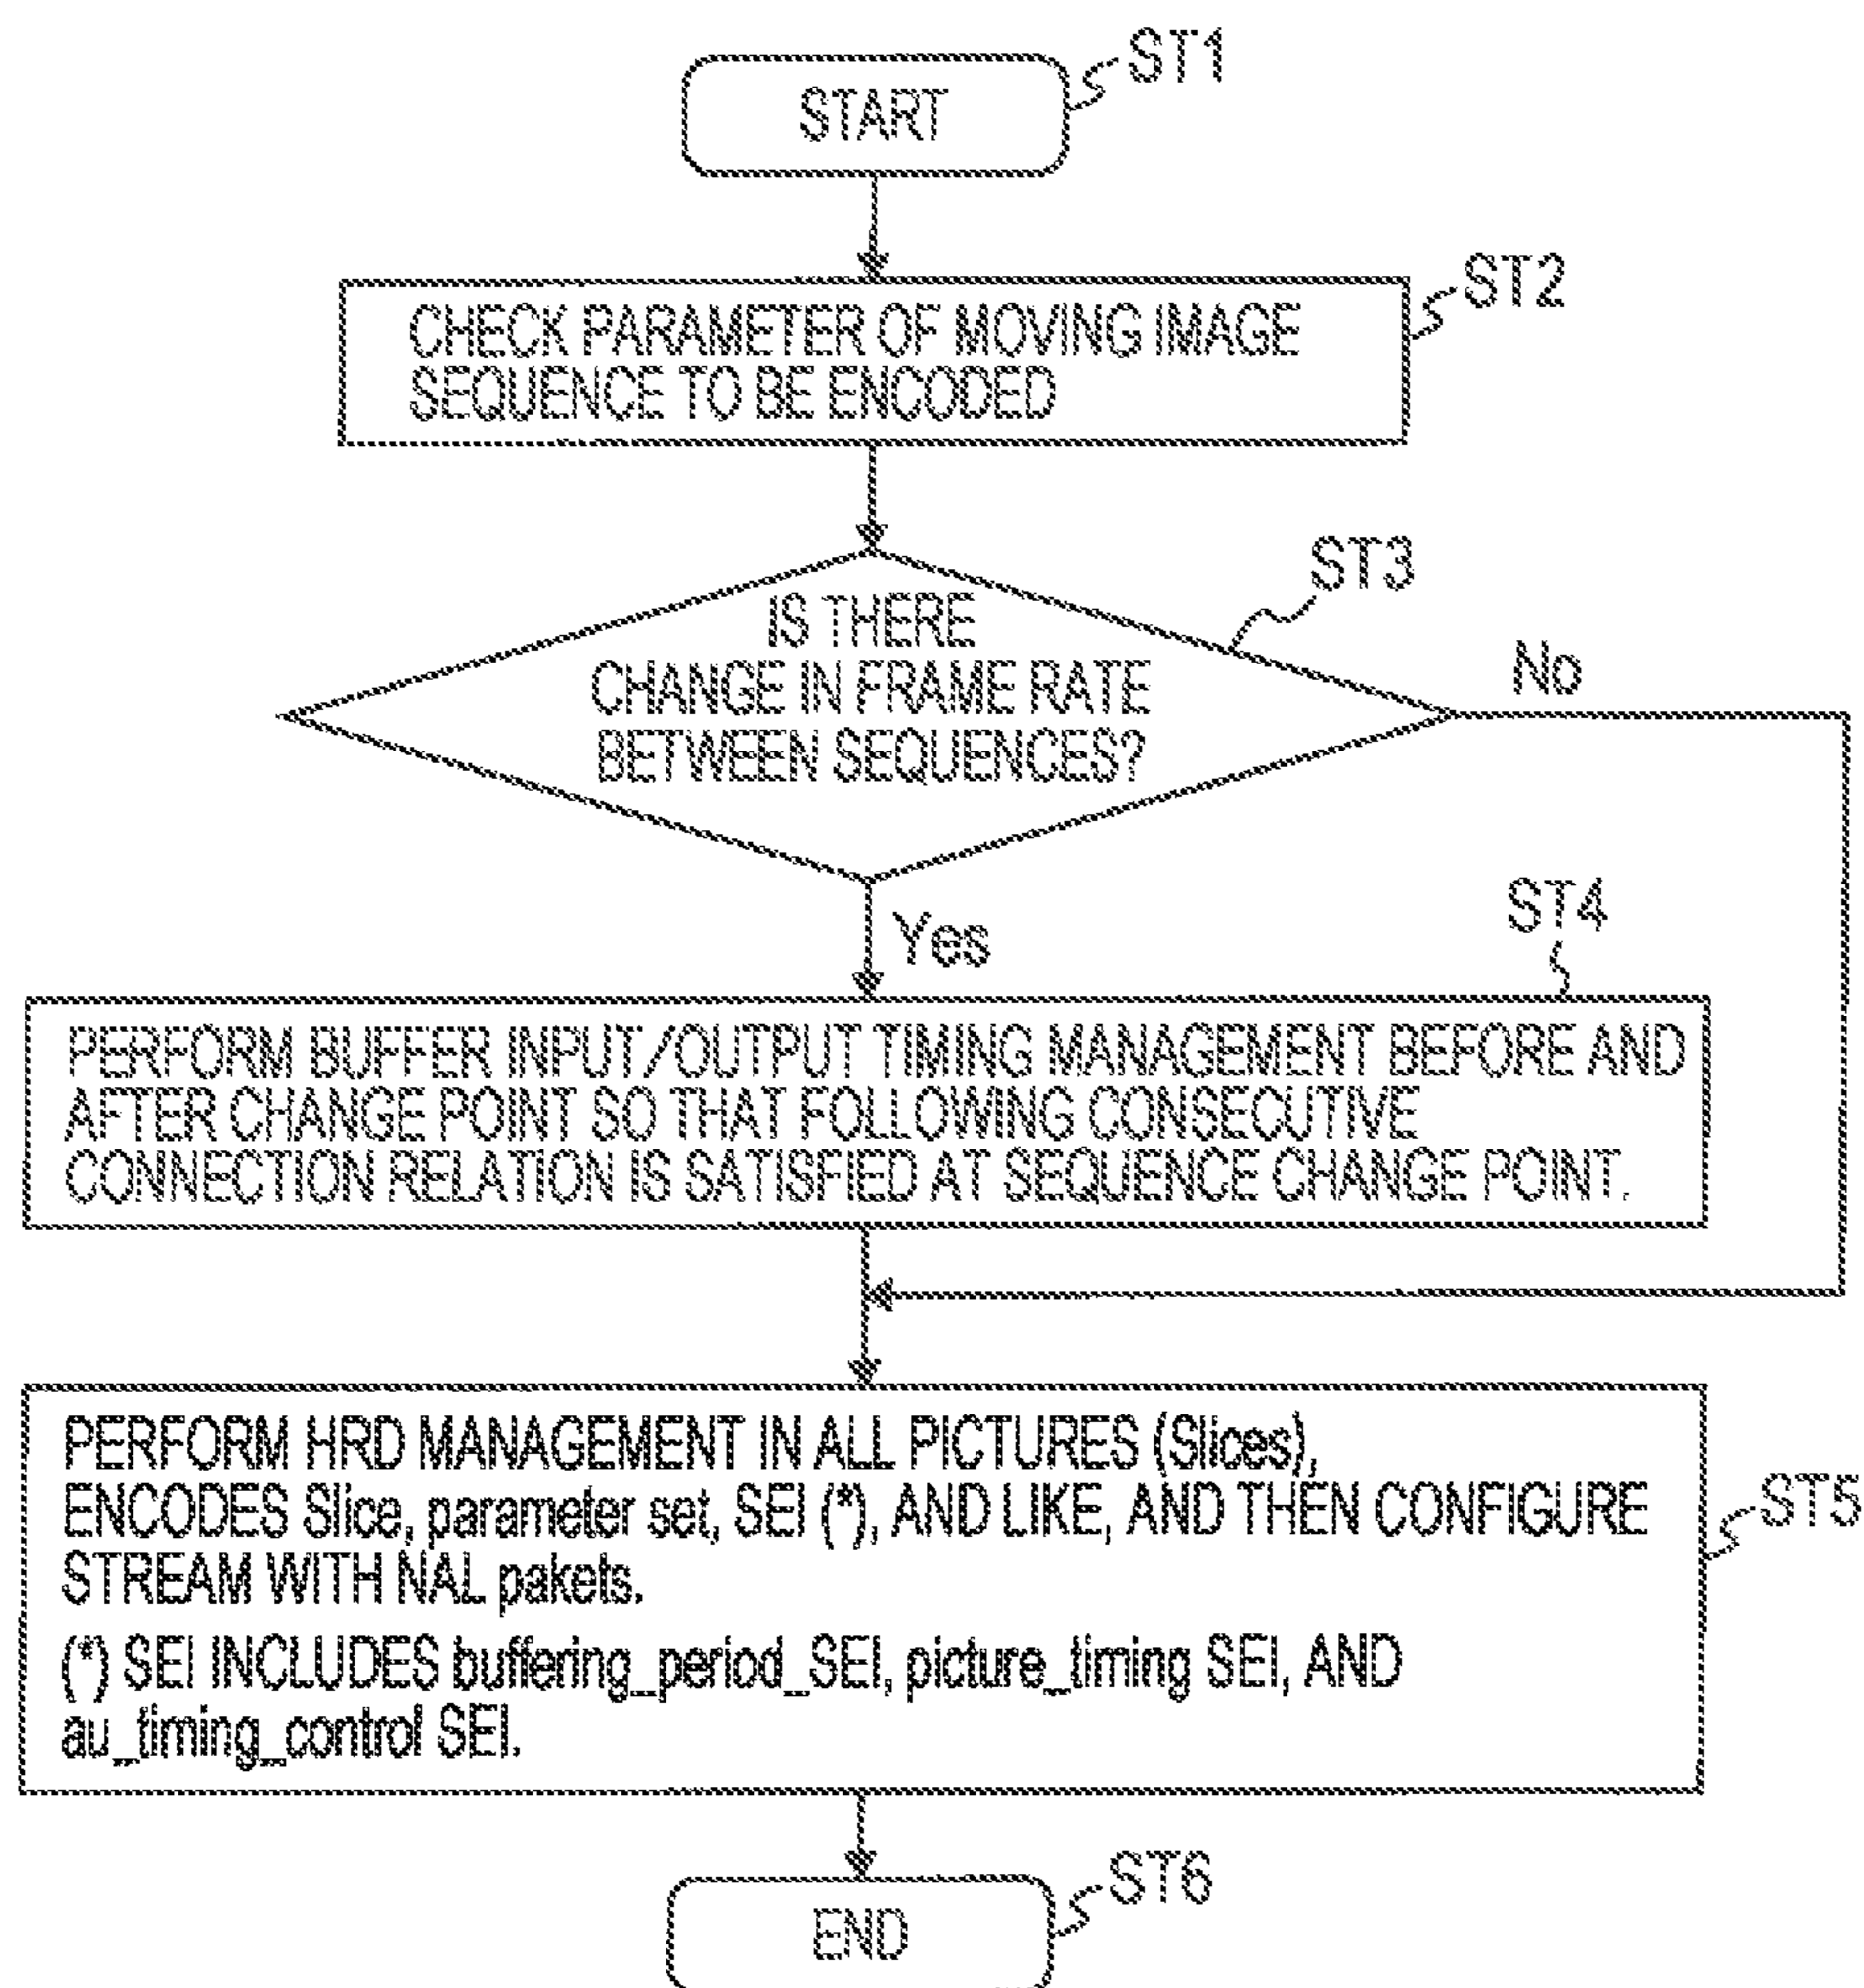 START
ST1
CHECK PARAMETER OF MOVING IMAGE
SEQUENCE TO BE ENCODED
ST2
IS THERE
CHANGE IN FRAME RATE
BETWEEN SEQUENCES?
ST3
No
Yes
ST4
PERFORM BUFFER INPUT/OUTPUT TIMING MANAGEMENT BEFORE AND
AFTER CHANGE POINT SO THAT FOLLOWING CONSECUTIVE
CONNECTION RELATION IS SATISFIED AT SEQUENCE CHANGE POINT.
PERFORM HRD MANAGEMENT IN ALL PICTURES (Slices),
ENCODES Slice, parameter set, SEI (*), AND LIKE, AND THEN CONFIGURE
STREAM WITH NAL pakets.
(*) SEI INCLUDES buffering_period_SEI, picture_timing SEI, AND
au_timing_control SEI.
ST5
END
ST6